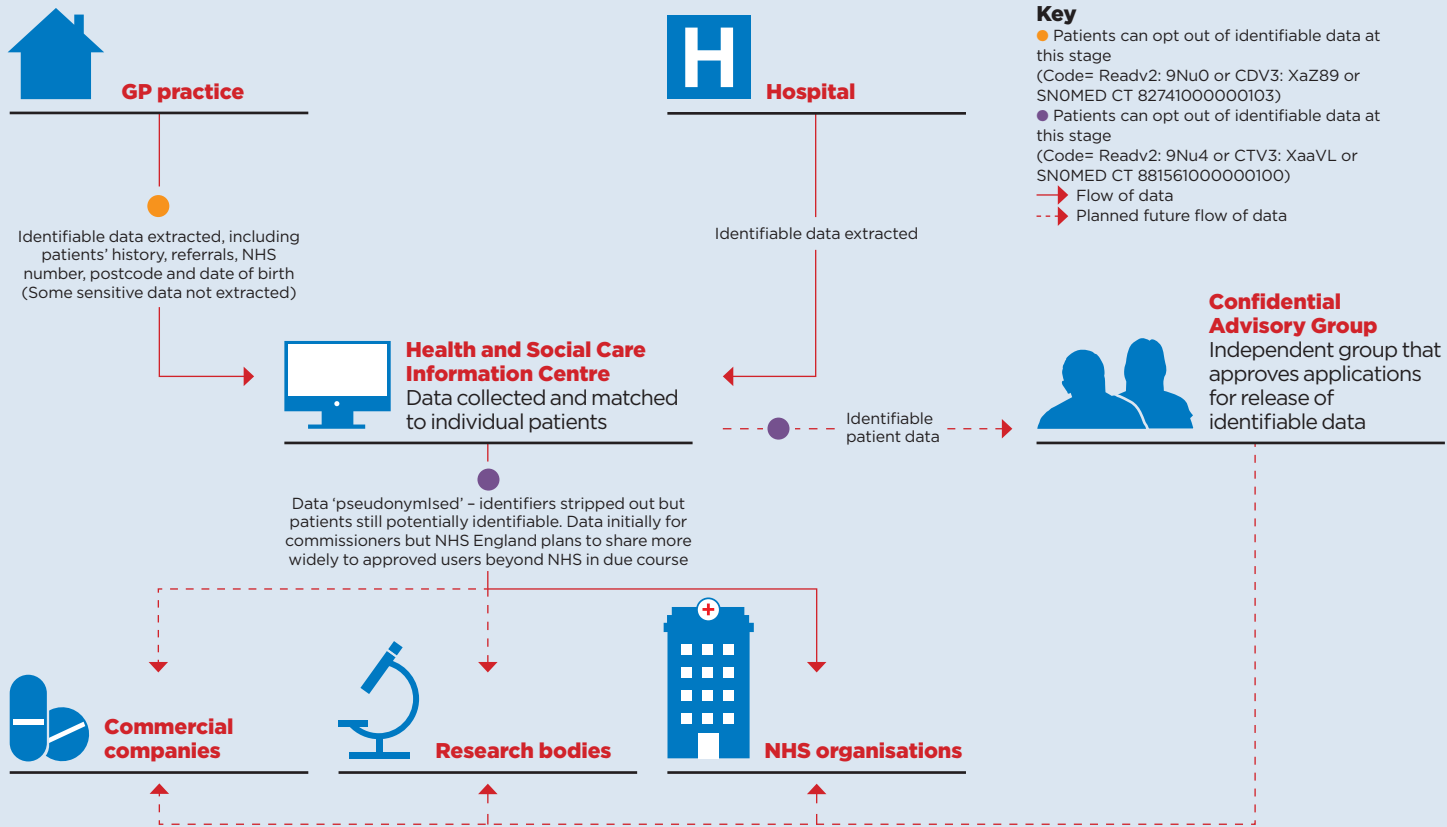 GP practice
H
Hospital
Key
Patients can opt out of identifiable data at
this stage
(Code= Readv2: 9Nu0 or CDV3: XaZ89 or
SN0MED CT 82741000000103)
Patients can opt out of identifiable data at
this stage
(Code= Readv2: 9Nu4 or CTV3: XaaVL or
SN0MED CT 881561000000100)
Flow of data
Planned future flow of data
Identifiable data extracted, including
patients' history, referrals, NHS
number, postcode and date of birth
(Some sensitive data not extracted)
Identifiable data extracted
Health and Social Care
Information Centre
Data collected and matched
to individual patients
Identifiable
patient data
Confidential
Advisory Group
Independent group that
approves applications
for release of
identifiable data
Data 'pseudonymIsed' – identifiers stripped out but
patients still potentially identifiable. Data initially for
commissioners but NHS England plans to share more
widely to approved users beyond NHS in due course
Commercial
companies
Research bodies
NHS organisations